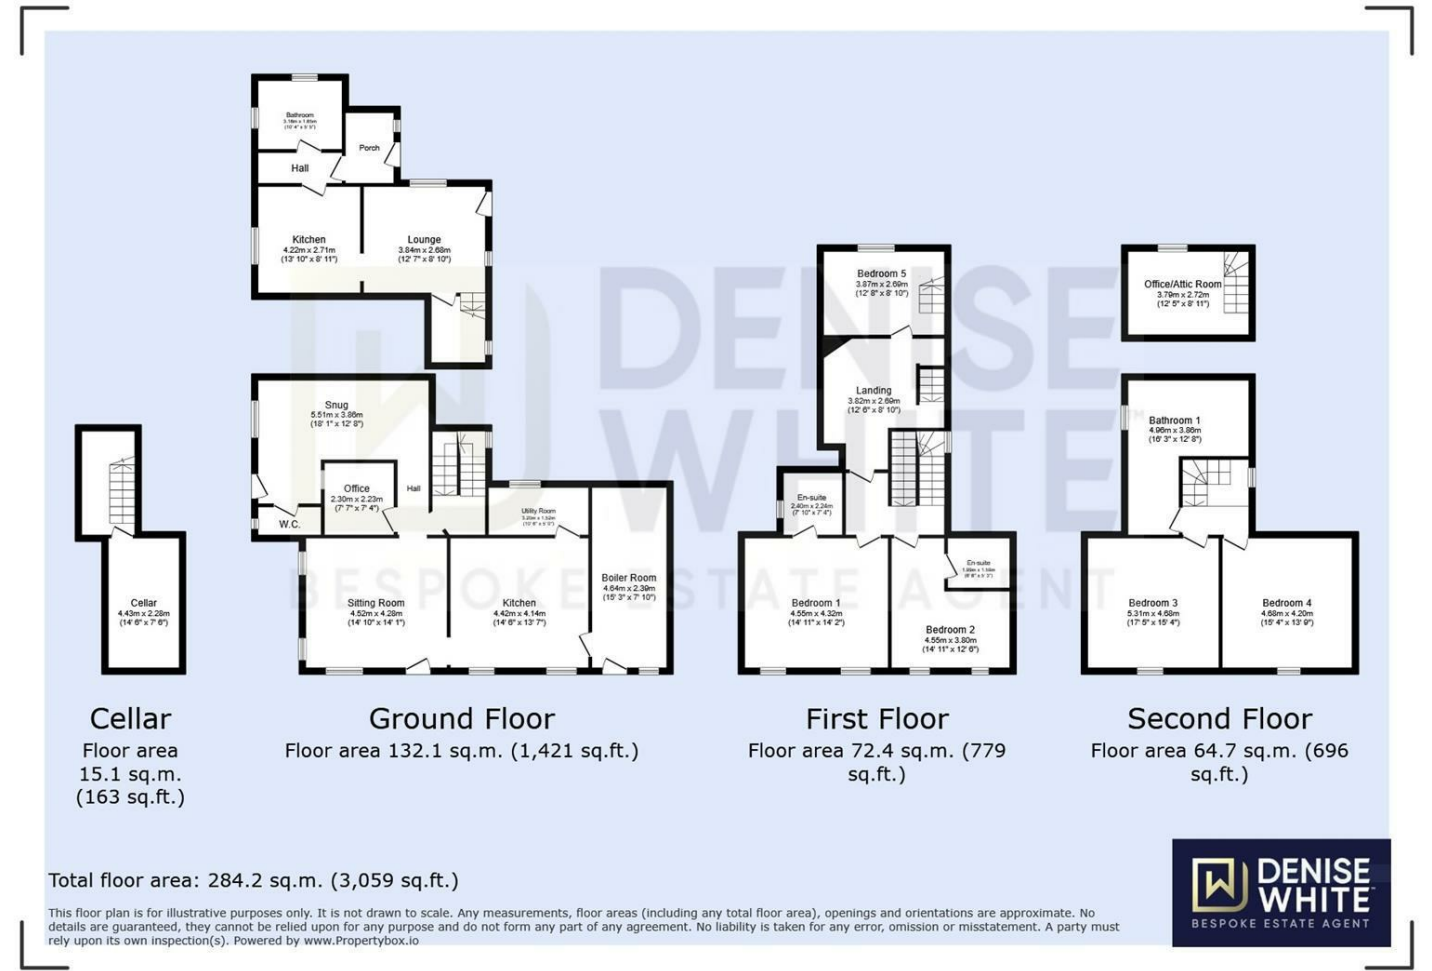 Bathroom
3.18m x 1.65m
(10' 4" x 5' 5")
Porch
Hall
Kitchen
4.22m x 2.71m
(13' 10" x 8' 11")
Lounge
3.84m x 2.68m
(12' 7" x 8' 10")
Snug
5.51m x 3.86m
(18' 1" x 12' 8")
Office
2.30m x 2.23m
(7' 7" x 7' 4")
Hall
W.C.
Utility Room
Sitting Room
4.52m x 4.28m
(14' 10" x 14' 1")
Kitchen
4.42m x 4.14m
(14' 6" x 13' 7")
Boiler Room
4.64m x 2.39m
(15' 3" x 7' 10")
Cellar
4.43m x 2.28m
(14' 6" x 7' 6")
Bedroom 5
3.87m x 2.69m
(12' 8" x 8' 10")
Landing
3.82m x 2.69m
(12' 6" x 8' 10")
En-suite
2.40m x 2.24m
(7' 10" x 7' 4")
En-suite
Bedroom 1
4.55m x 4.32m
(14' 11" x 14' 2")
Bedroom 2
4.55m x 3.80m
(14' 11" x 12' 6")
Office/Attic Room
3.79m x 2.72m
(12' 5" x 8' 11")
Bathroom 1
4.96m x 3.86m
(16' 3" x 12' 8")
Bedroom 3
5.31m x 4.68m
(17' 5" x 15' 4")
Bedroom 4
4.68m x 4.20m
(15' 4" x 13' 9")
DENISE
WHITE™
BESPOKE ESTATE AGENT
Cellar
Floor area
15.1 sq.m.
(163 sq.ft.)
Ground Floor
Floor area 132.1 sq.m. (1,421 sq.ft.)
First Floor
Floor area 72.4 sq.m. (779
sq.ft.)
Second Floor
Floor area 64.7 sq.m. (696
sq.ft.)
Total floor area: 284.2 sq.m. (3,059 sq.ft.)
This floor plan is for illustrative purposes only. It is not drawn to scale. Any measurements, floor areas (including any total floor area), openings and orientations are approximate. No
details are guaranteed, they cannot be relied upon for any purpose and do not form any part of any agreement. No liability is taken for any error, omission or misstatement. A party must
rely upon its own inspection(s). Powered by www.Propertybox.io
DENISE
WHITE™
BESPOKE ESTATE AGENT